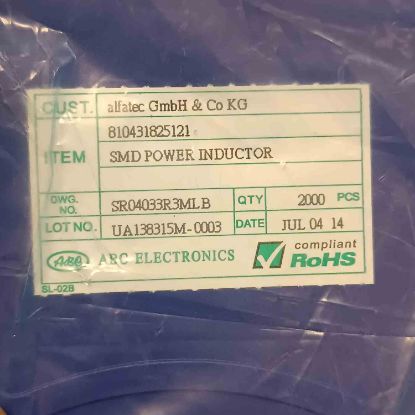 CUST. alfatec GmbH & Co KG
810431825121
ITEM SMD POWER INDUCTOR
DWG. NO. SR04033R3MLB QTY 2000 PCS
LOT NO. UA138315M-0003 DATE JUL 04 14
ARC ARC ELECTRONICS compliant RoHS
SL-02B